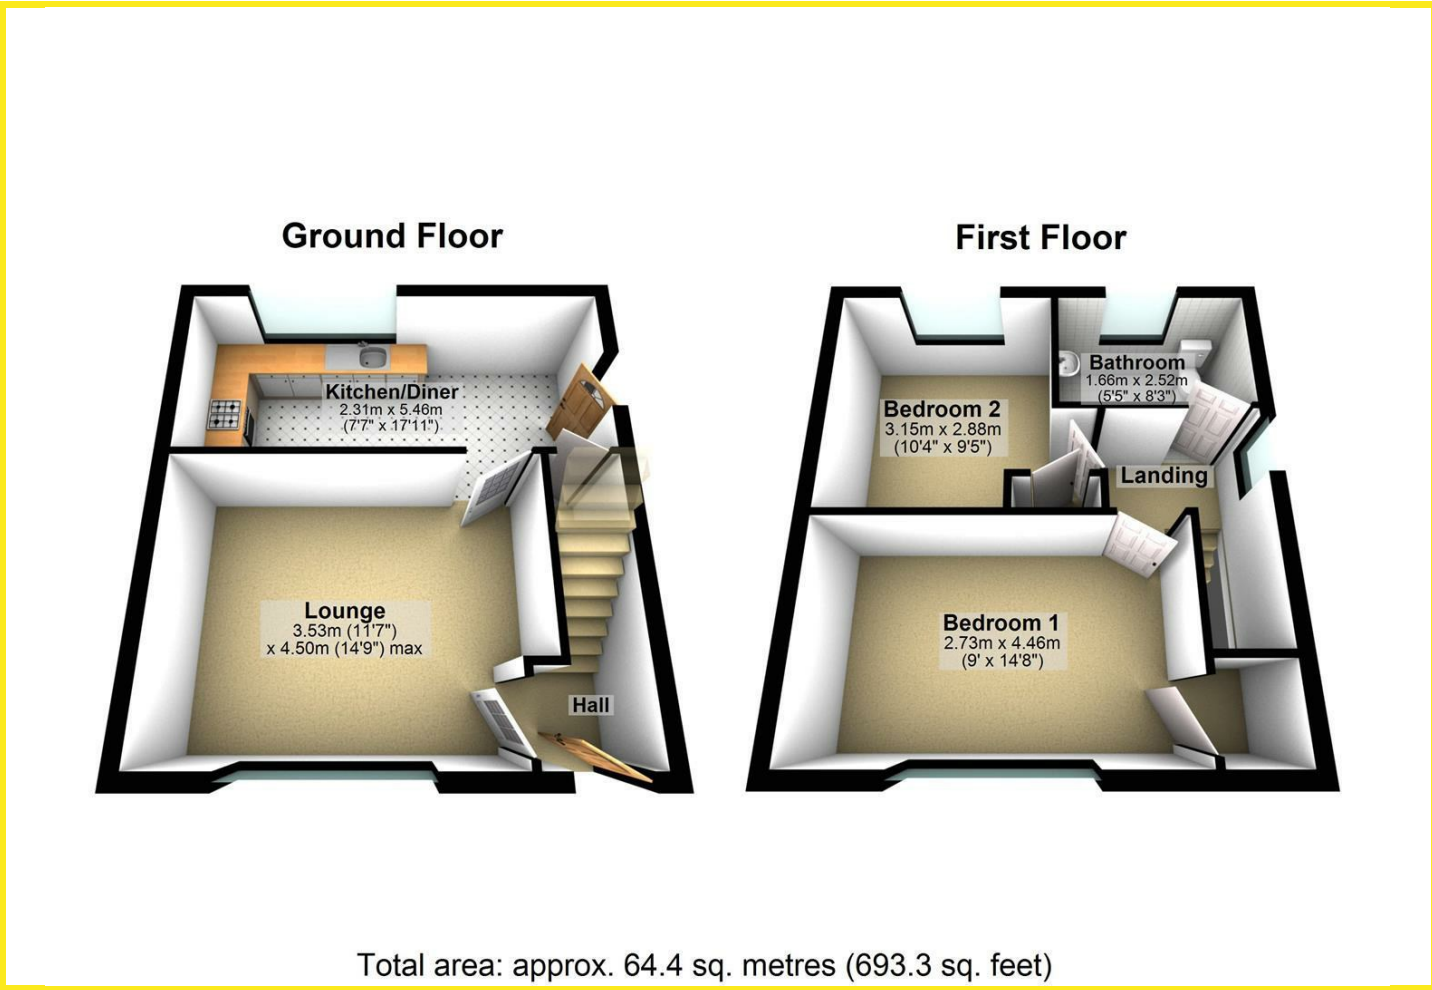 Ground Floor
Kitchen/Diner
2.31m x 5.46m
(7'7" x 17'11")
Lounge
3.53m (11'7")
x 4.50m (14'9") max
Hall
First Floor
Bathroom
1.66m x 2.52m
(5'5" x 8'3")
Bedroom 2
3.15m x 2.88m
(10'4" x 9'5")
Landing
Bedroom 1
2.73m x 4.46m
(9' x 14'8")
Total area: approx. 64.4 sq. metres (693.3 sq. feet)